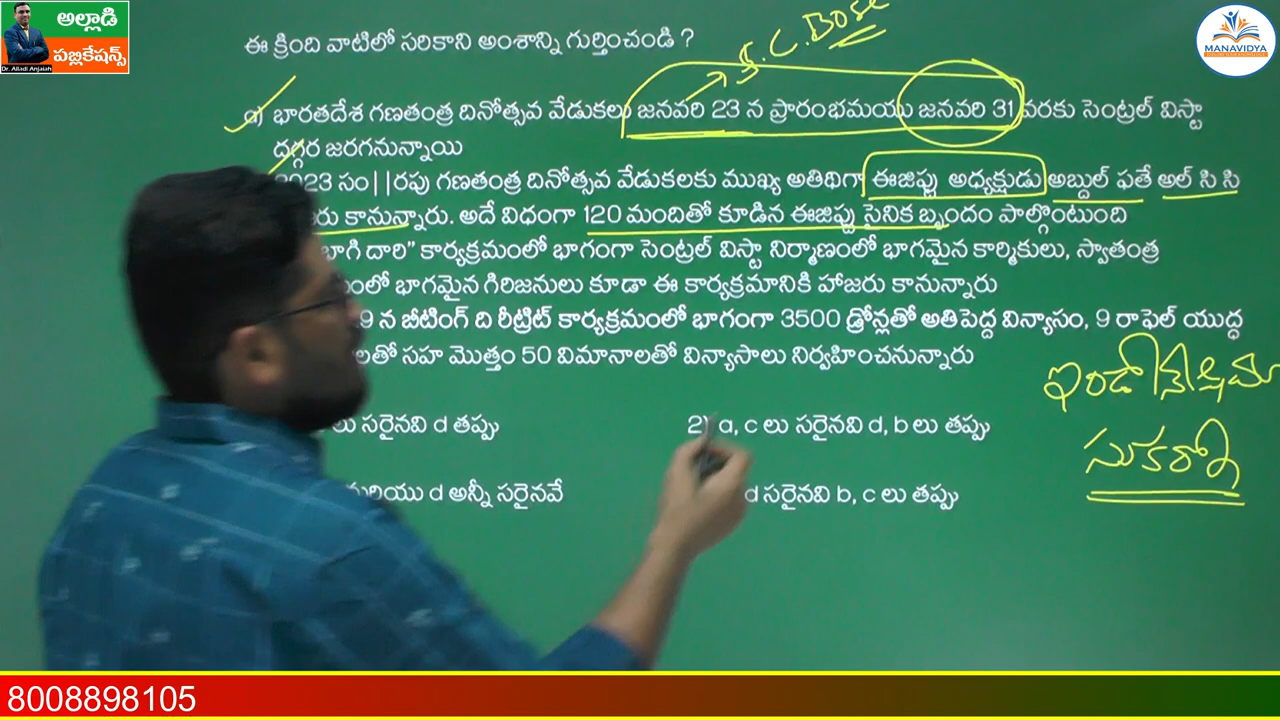 అల్లాడి
పబ్లికేషన్స్
Dr. Alladi Anjaiah
MANAVIDYA
ఈ క్రింది వాటిలో సరికాని అంశాన్ని గుర్తించండి ?
S. C. Bose
a) భారతదేశ గణతంత్ర దినోత్సవ వేడుకలు జనవరి 23 న ప్రారంభమయు జనవరి 31 వరకు సెంట్రల్ విస్టా
దగ్గర జరగనున్నాయి
2023 సం||రపు గణతంత్ర దినోత్సవ వేడుకలకు ముఖ్య అతిథిగా ఈజిప్టు అధ్యక్షుడు అబ్దుల్ ఫతే అల్ సి సి
కానున్నారు. అదే విధంగా 120 మందితో కూడిన ఈజిప్టు సైనిక బృందం పాల్గొంటుంది
బాగి దారి" కార్యక్రమంలో భాగంగా సెంట్రల్ విస్టా నిర్మాణంలో భాగమైన కార్మికులు, స్వాతంత్ర
భాగమైన గిరిజనులు కూడా ఈ కార్యక్రమానికి హాజరు కానున్నారు
9 న బీటింగ్ ది రీట్రిట్ కార్యక్రమంలో భాగంగా 3500 డ్రోన్లతో అతిపెద్ద విన్యాసం, 9 రాఫెల్ యుద్ధ
సహ మొత్తం 50 విమానాలతో విన్యాసాలు నిర్వహించనున్నారు
ఇండోనేషియా
సుకర్ణో
లు సరైనవి d తప్పు
2) a, c లు సరైనవి d, b లు తప్పు
మరియు d అన్నీ సరైనవే
d సరైనవి b, c లు తప్పు
8008898105